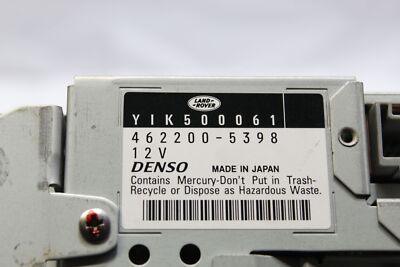 LAND-
ROVER
YIK500061
462200-5398
12V
DENSO MADE IN JAPAN
Contains Mercury-Don't Put in Trash-
Recycle or Dispose as Hazardous Waste.